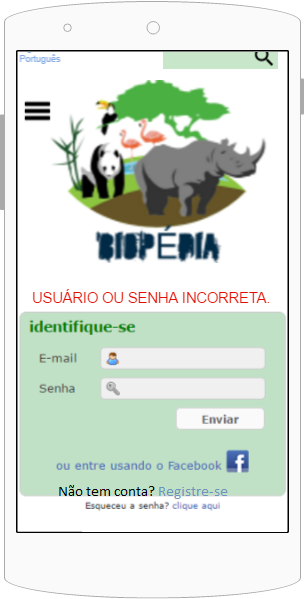 Português
BIOPÉDIA
USUÁRIO OU SENHA INCORRETA.
identifique-se
E-mail
Senha
Enviar
ou entre usando o Facebook
Não tem conta? Registre-se
Esqueceu a senha? clique aqui